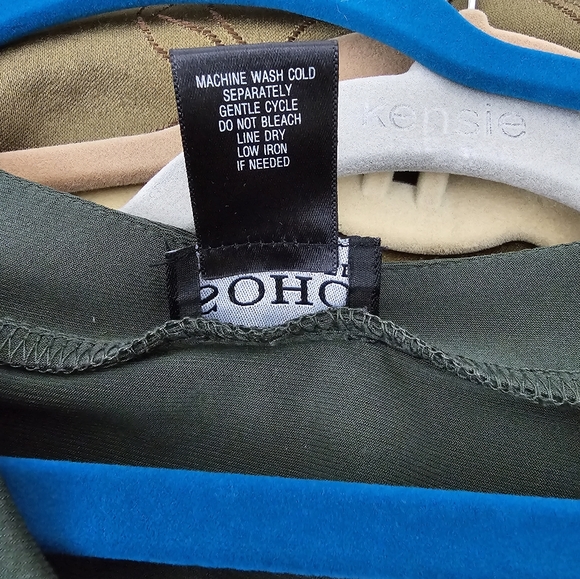 MACHINE WASH COLD
SEPARATELY
GENTLE CYCLE
DO NOT BLEACH
LINE DRY
LOW IRON
IF NEEDED
kensie